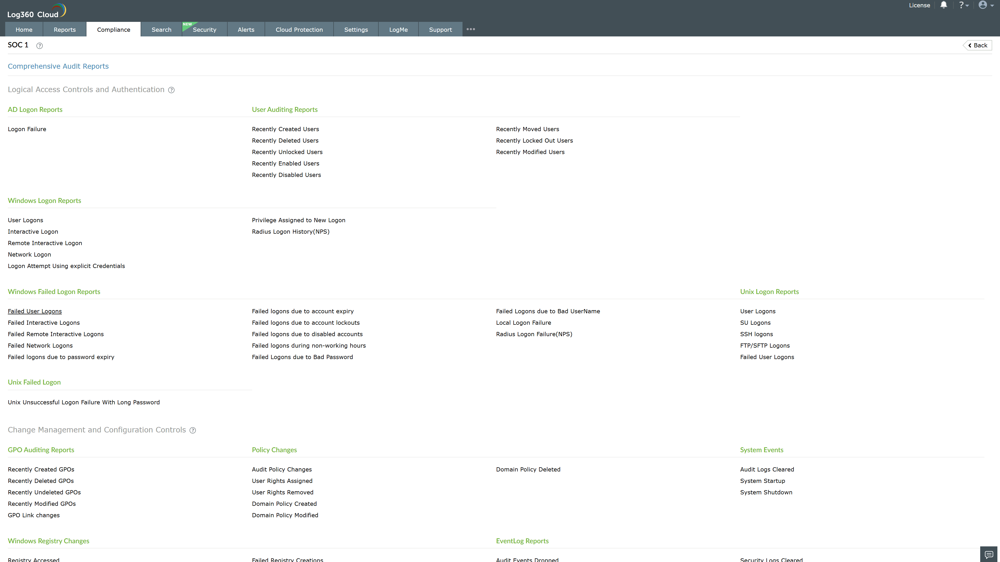 License
?
Log360 Cloud
Home
Reports
Compliance
Search
NEW
Security
Alerts
Cloud Protection
Settings
LogMe
Support
SOC 1 ?
Back
Comprehensive Audit Reports
Logical Access Controls and Authentication ?
AD Logon Reports
Logon Failure
User Auditing Reports
Recently Created Users
Recently Deleted Users
Recently Unlocked Users
Recently Enabled Users
Recently Disabled Users
Recently Moved Users
Recently Locked Out Users
Recently Modified Users
Windows Logon Reports
User Logons
Interactive Logon
Remote Interactive Logon
Network Logon
Logon Attempt Using explicit Credentials
Privilege Assigned to New Logon
Radius Logon History(NPS)
Windows Failed Logon Reports
Failed User Logons
Failed Interactive Logons
Failed Remote Interactive Logons
Failed Network Logons
Failed logons due to password expiry
Failed logons due to account expiry
Failed logons due to account lockouts
Failed logons due to disabled accounts
Failed logons during non-working hours
Failed Logons due to Bad Password
Failed Logons due to Bad UserName
Local Logon Failure
Radius Logon Failure(NPS)
Unix Logon Reports
User Logons
SU Logons
SSH logons
FTP/SFTP Logons
Failed User Logons
Unix Failed Logon
Unix Unsuccessful Logon Failure With Long Password
Change Management and Configuration Controls ?
GPO Auditing Reports
Recently Created GPOs
Recently Deleted GPOs
Recently Undeleted GPOs
Recently Modified GPOs
GPO Link changes
Policy Changes
Audit Policy Changes
User Rights Assigned
User Rights Removed
Domain Policy Created
Domain Policy Modified
Domain Policy Deleted
System Events
Audit Logs Cleared
System Startup
System Shutdown
Windows Registry Changes
Registry Accessed
Failed Registry Creations
EventLog Reports
Audit Events Dropped
Security Logs Cleared